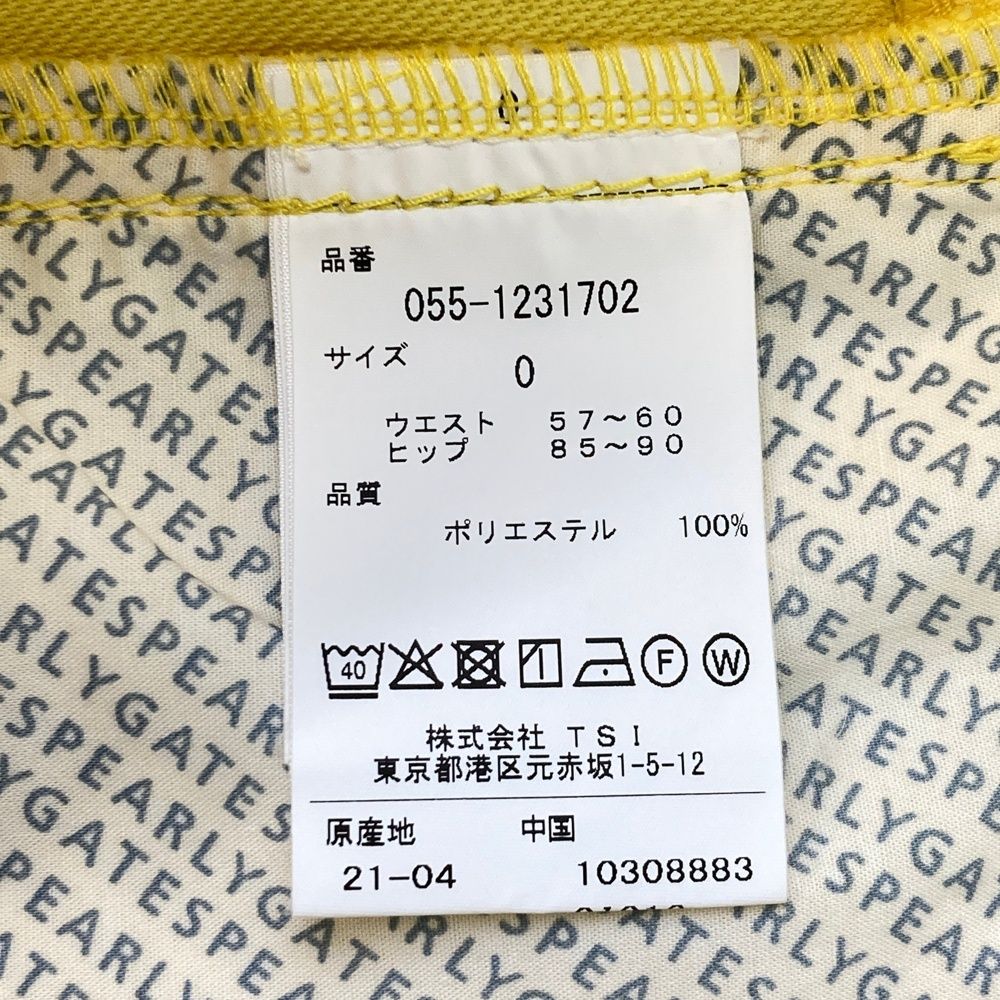 品番
055-1231702
サイズ
0
ウエスト 57～60
ヒップ 85～90
品質
ポリエステル 100%
40
F W
株式会社 TSI
東京都港区元赤坂1-5-12
原産地 中国
21-04 10308883
PEARLYGATES